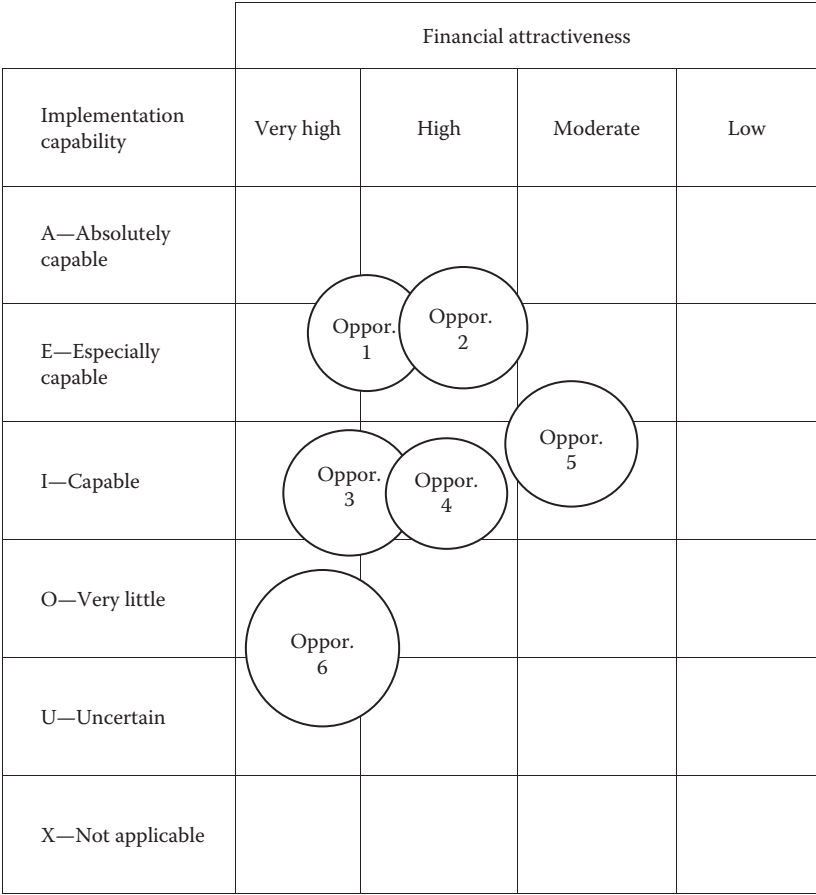 Financial attractiveness
Implementation
capability
Very high
High
Moderate
Low
A—Absolutely
capable
E—Especially
capable
Oppor.
1
Oppor.
2
I—Capable
Oppor.
3
Oppor.
4
Oppor.
5
O—Very little
Oppor.
6
U—Uncertain
X—Not applicable